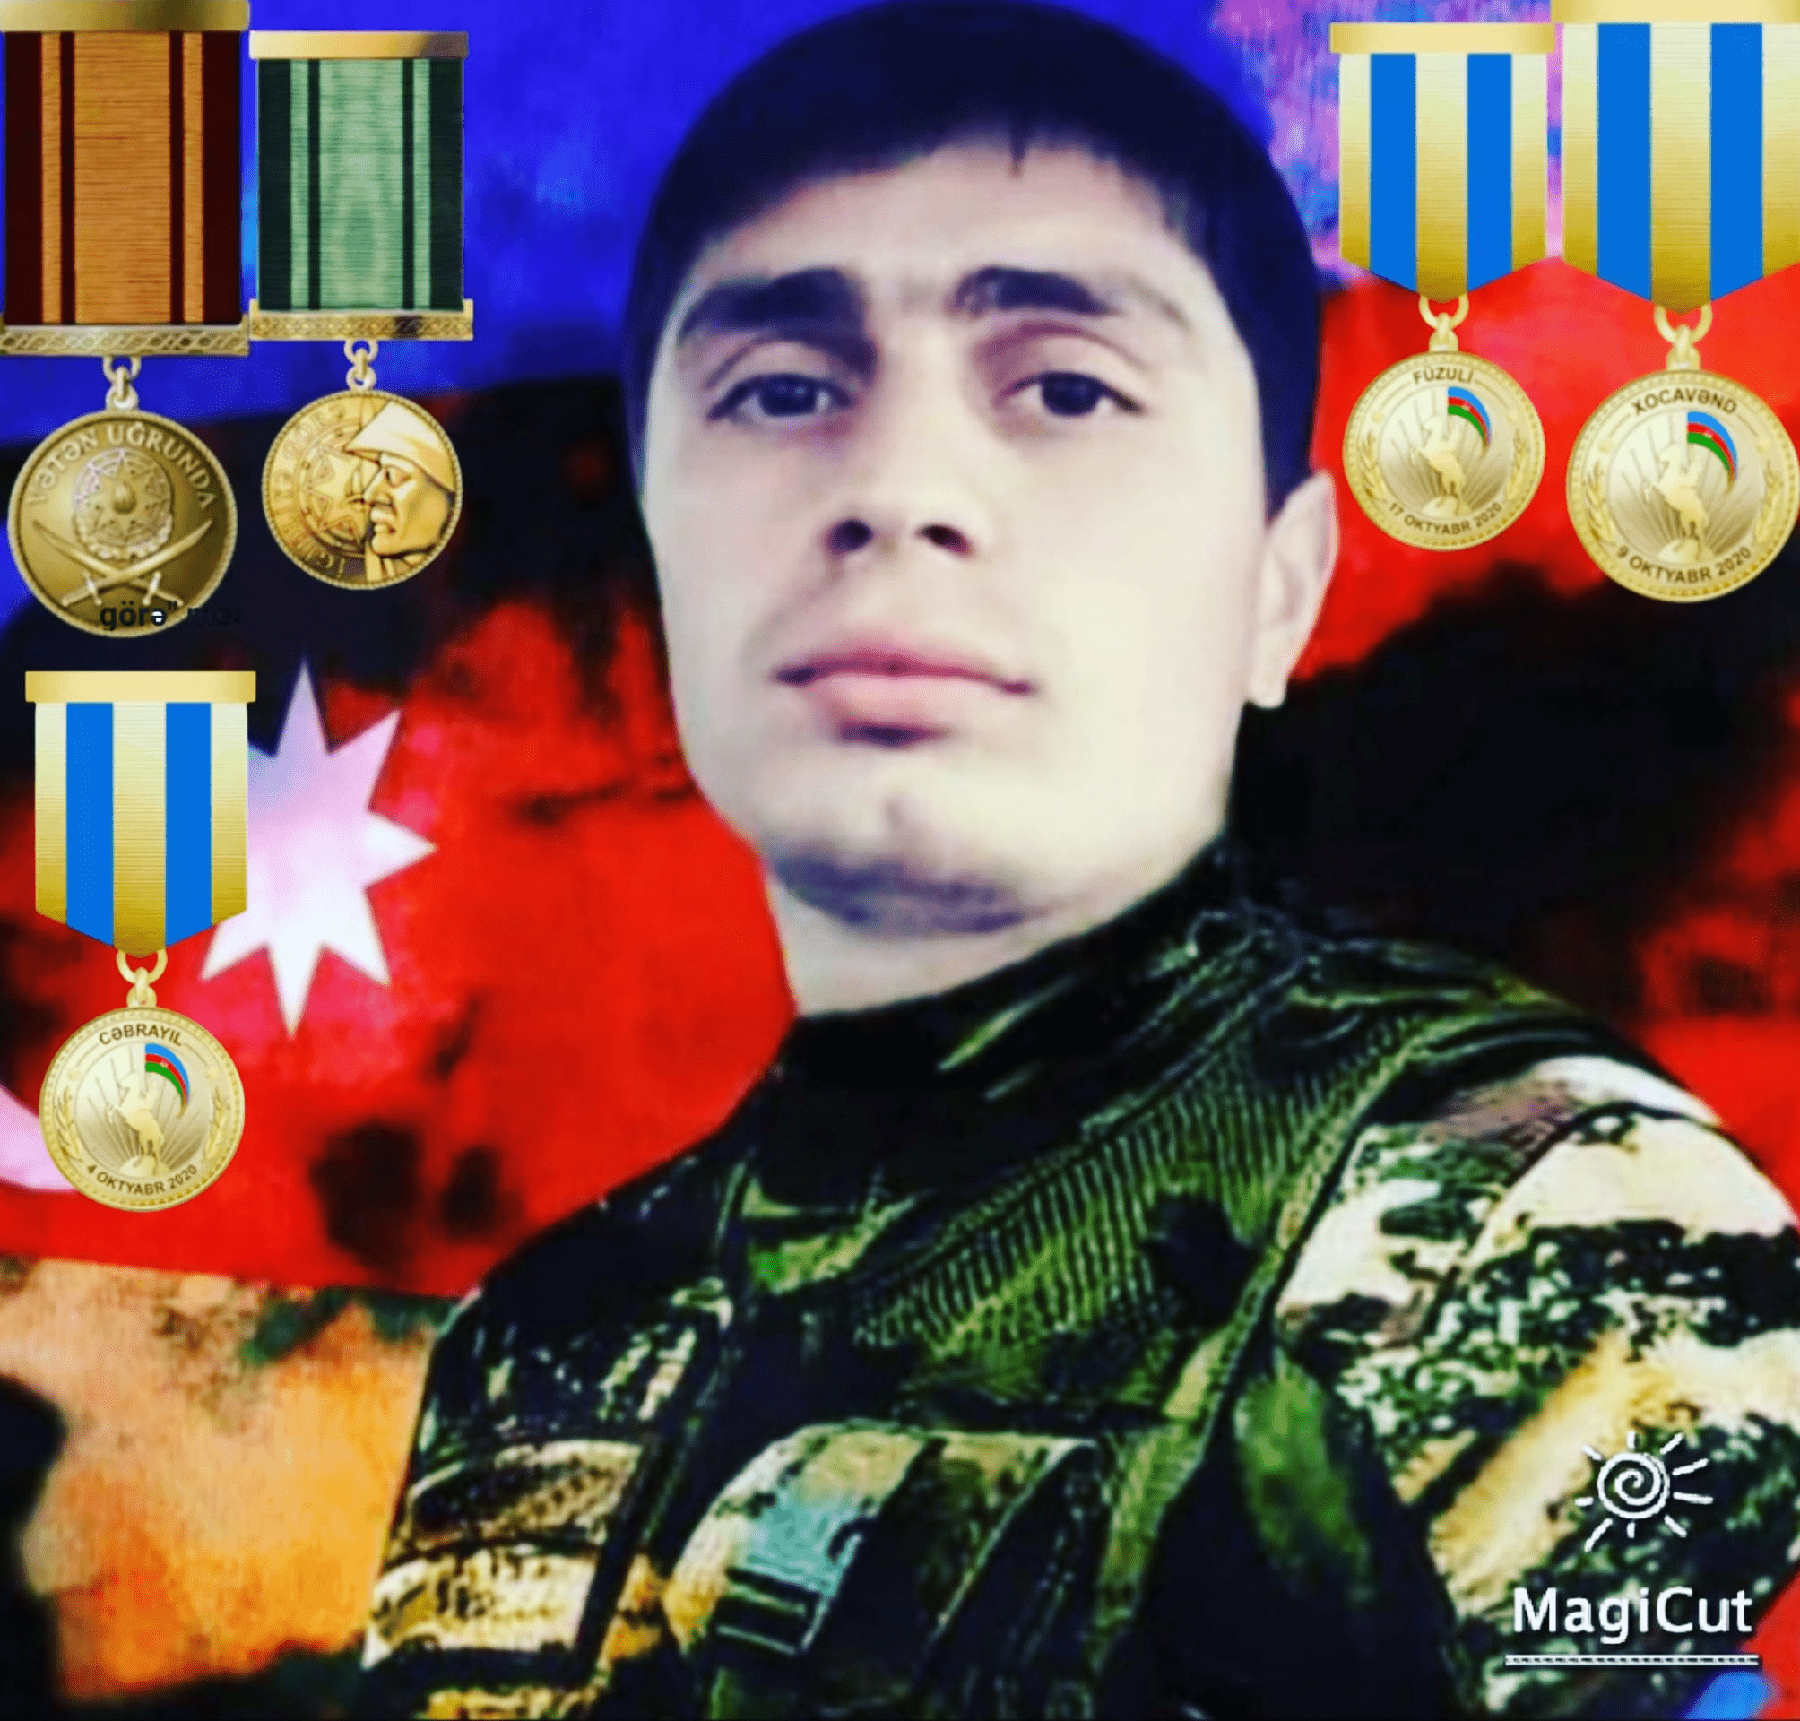 VƏTƏN UĞRUNDA
görə"
FÜZULİ
17 OKTYABR 2020
XOCAVƏND
9 OKTYABR 2020
CƏBRAYIL
4 OKTYABR 2020
MagiCut